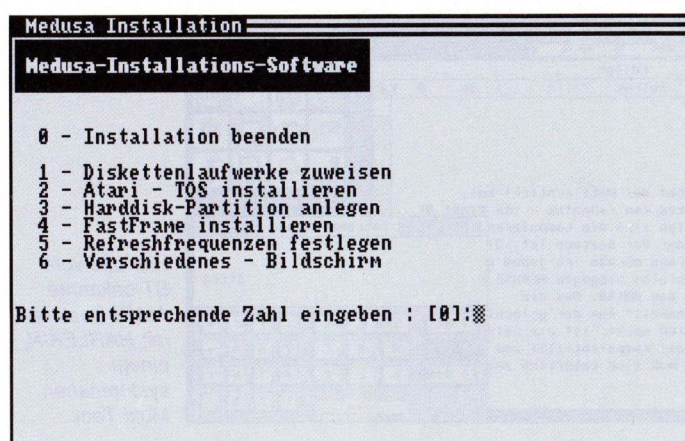 Medusa Installation
Medusa-Installations-Software
0 - Installation beenden
1 - Diskettenlaufwerke zuweisen
2 - Atari - TOS installieren
3 - Harddisk-Partition anlegen
4 - FastFrame installieren
5 - Refreshfrequenzen festlegen
6 - Verschiedenes - Bildschirm
Bitte entsprechende Zahl eingeben : [0]: